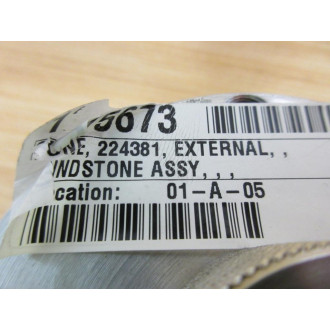 5673
NE, 224381, EXTERNAL, ,
NDSTONE ASSY, , ,
cation: 01-A-05